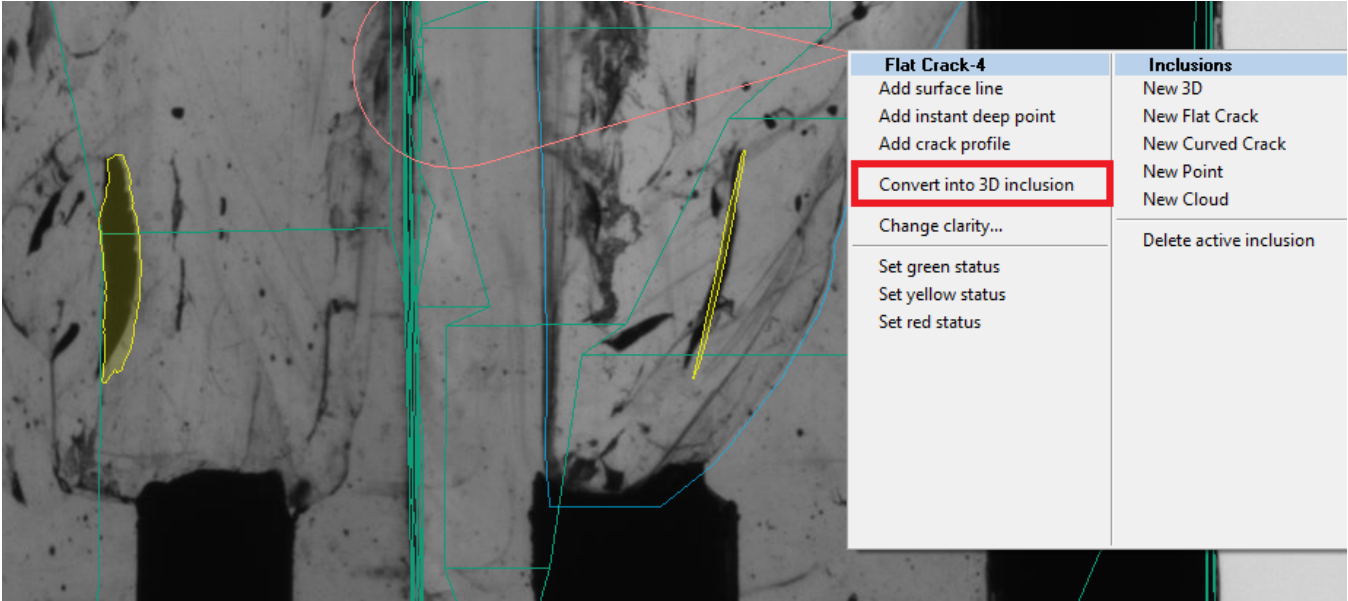 Flat Crack-4
Add surface line
Add instant deep point
Add crack profile
Convert into 3D inclusion
Change clarity...
Set green status
Set yellow status
Set red status
Inclusions
New 3D
New Flat Crack
New Curved Crack
New Point
New Cloud
Delete active inclusion